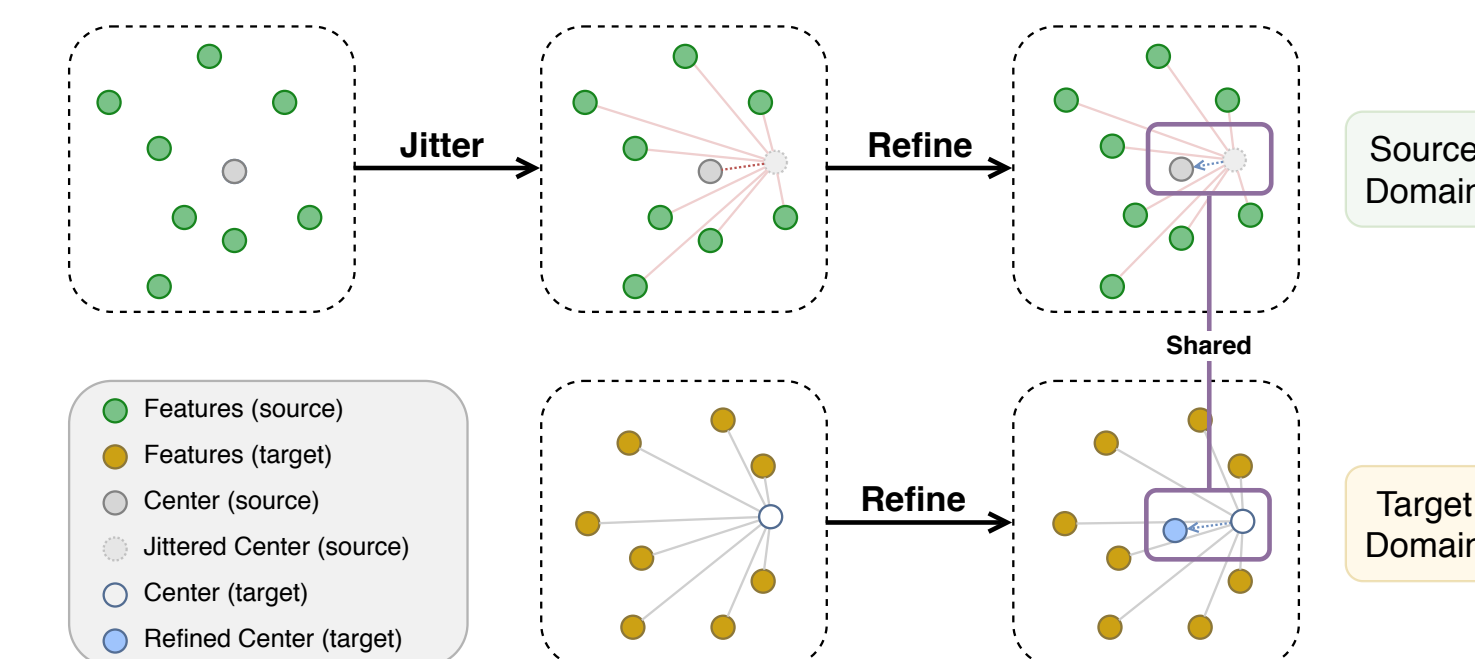 Jitter
Refine
Source
Domain
Shared
Features (source)
Features (target)
Center (source)
Jittered Center (source)
Center (target)
Refined Center (target)
Refine
Target
Domain